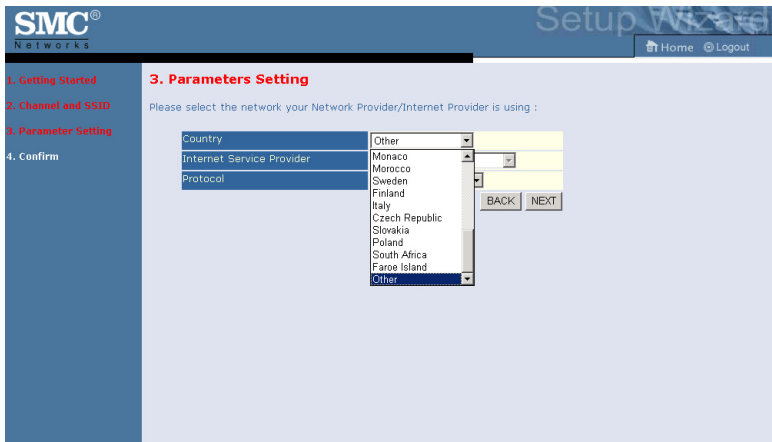 SMC®
Networks
Setup Wizard
Home Logout
1. Getting Started
2. Channel and SSID
3. Parameter Setting
4. Confirm
3. Parameters Setting
Please select the network your Network Provider/Internet Provider is using :
Country Other
Internet Service Provider
Protocol
Monaco
Morocco
Sweden
Finland
Italy
Czech Republic
Slovakia
Poland
South Africa
Faroe Island
Other
BACK NEXT